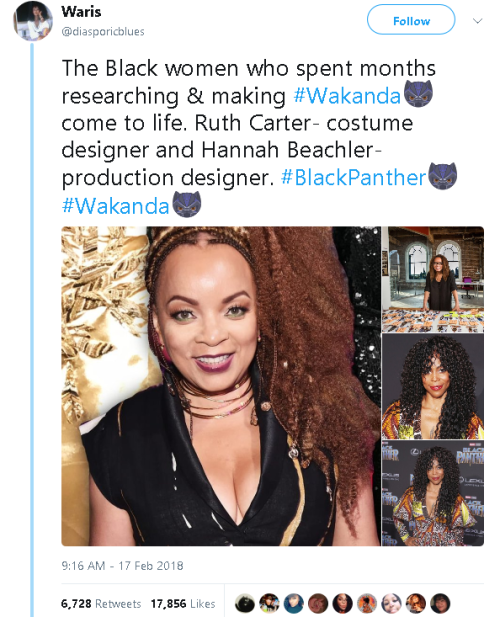 Waris
@diasporicblues
Follow
The Black women who spent months
researching & making #Wakanda
come to life. Ruth Carter- costume
designer and Hannah Beachler-
production designer. #BlackPanther
#Wakanda
9:16 AM - 17 Feb 2018
6,728 Retweets 17,856 Likes